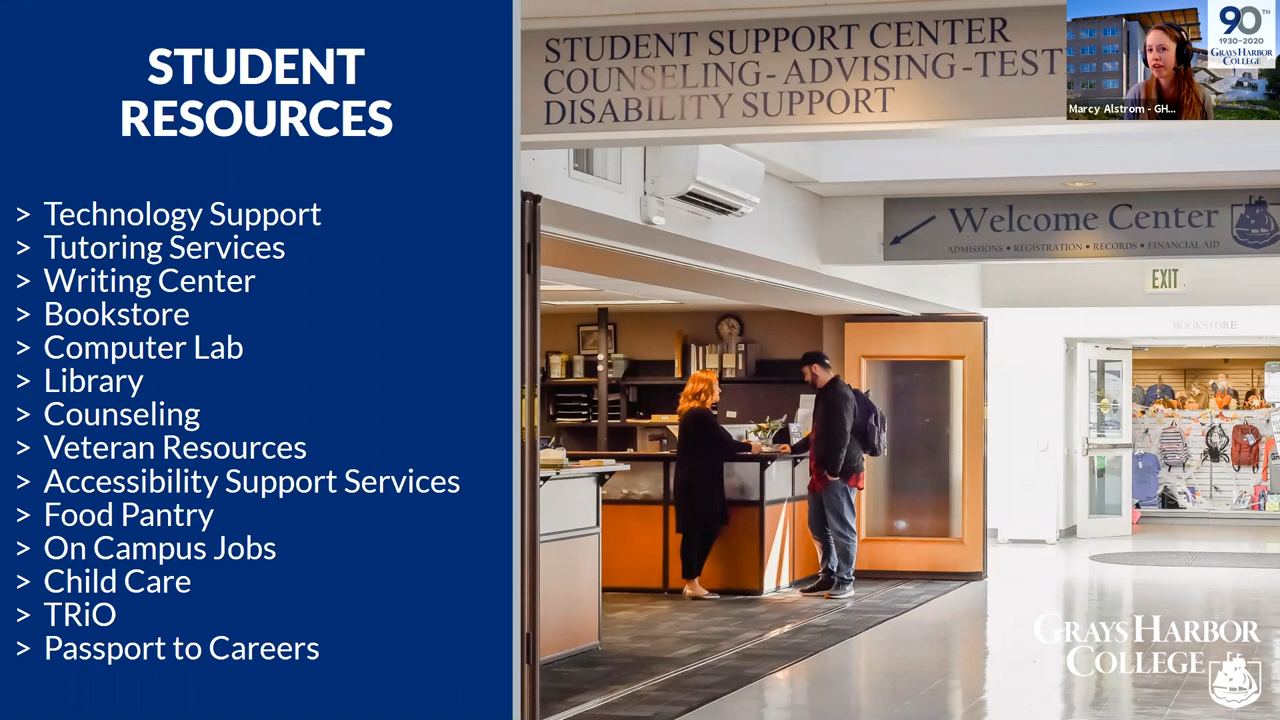 STUDENT
RESOURCES
> Technology Support
> Tutoring Services
> Writing Center
> Bookstore
> Computer Lab
> Library
> Counseling
> Veteran Resources
> Accessibility Support Services
> Food Pantry
> On Campus Jobs
> Child Care
> TRiO
> Passport to Careers
STUDENT SUPPORT CENTER
COUNSELING-ADVISING-TEST
DISABILITY SUPPORT
Welcome Center
ADMISSIONS • REGISTRATION • RECORDS • FINANCIAL AID
EXIT
BOOKSTORE
90TH
1930-2020
GRAYS HARBOR
COLLEGE
Marcy Alstrom - GH...
GRAYS HARBOR
COLLEGE